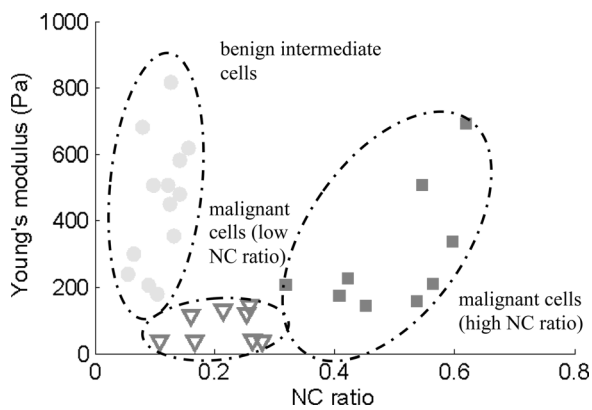 1000
800
600
400
200
0
Young's modulus (Pa)
benign intermediate
cells
malignant
cells (low
NC ratio)
malignant cells
(high NC ratio)
0
0.2
0.4
0.6
0.8
NC ratio